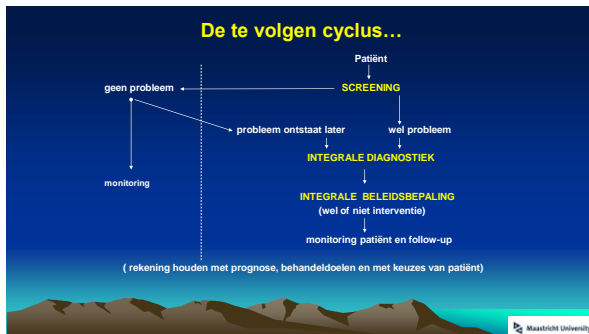 De te volgen cyclus…
Patiënt
geen probleem
SCREENING
probleem ontstaat later
wel probleem
INTEGRALE DIAGNOSTIEK
monitoring
INTEGRALE BELEIDSBEPALING
(wel of niet interventie)
monitoring patiënt en follow-up
( rekening houden met prognose, behandeldoelen en met keuzes van patiënt)
Maastricht University